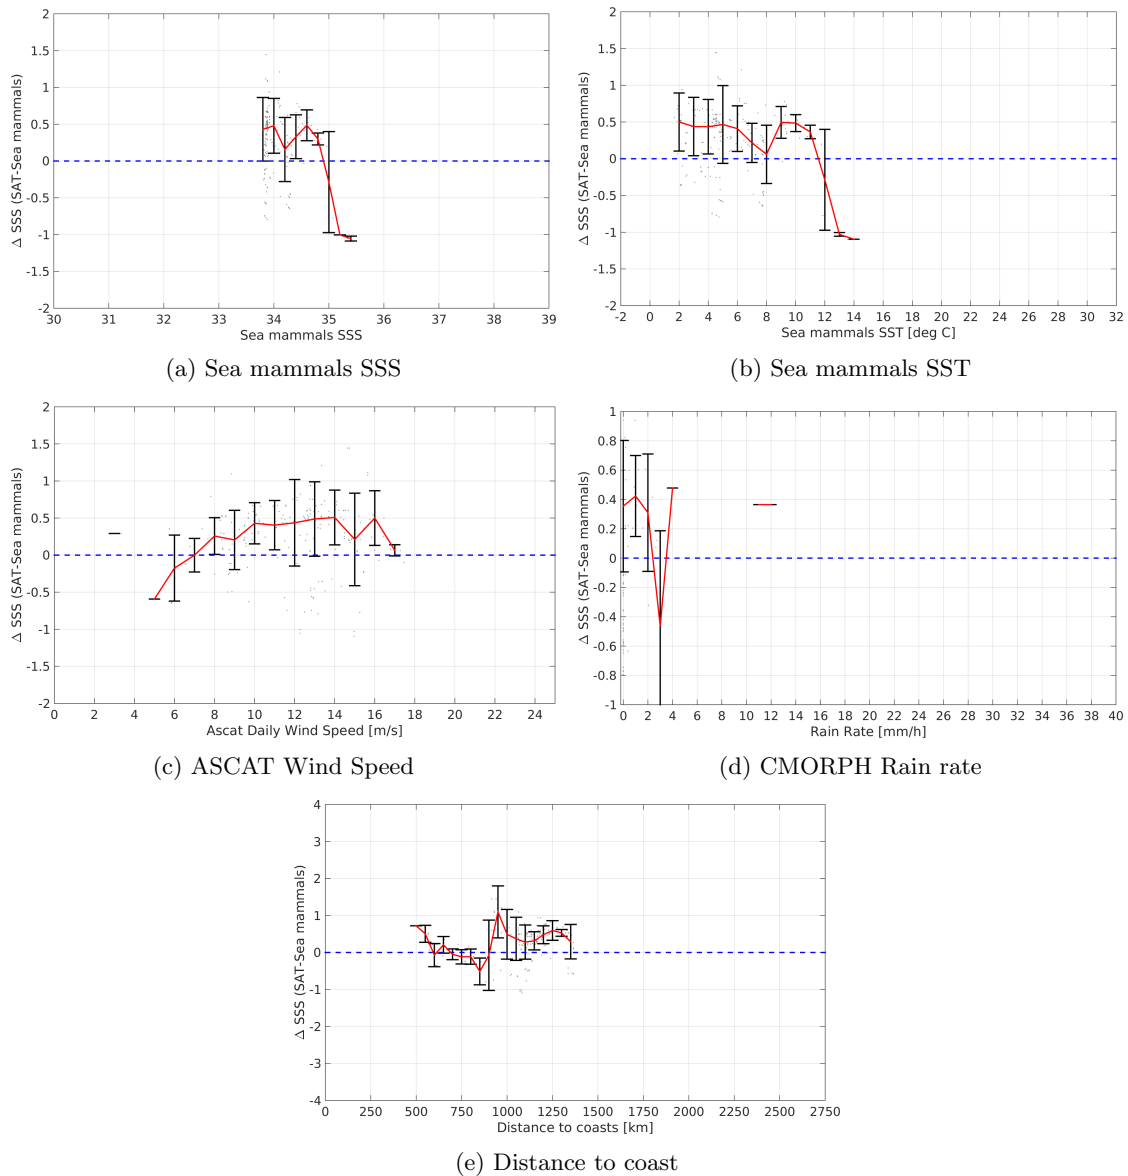 2
1.5
1
0.5
0
-0.5
-1
-1.5
-2
Δ SSS (SAT-Sea mammals)
30 31 32 33 34 35 36 37 38 39
Sea mammals SSS
(a) Sea mammals SSS
2
1.5
1
0.5
0
-0.5
-1
-1.5
-2
Δ SSS (SAT-Sea mammals)
-2 0 2 4 6 8 10 12 14 16 18 20 22 24 26 28 30 32
Sea mammals SST [deg C]
(b) Sea mammals SST
2
1.5
1
0.5
0
-0.5
-1
-1.5
-2
Δ SSS (SAT-Sea mammals)
0 2 4 6 8 10 12 14 16 18 20 22 24
Ascat Daily Wind Speed [m/s]
(c) ASCAT Wind Speed
1
0.8
0.6
0.4
0.2
0
-0.2
-0.4
-0.6
-0.8
-1
Δ SSS (SAT-Sea mammals)
0 2 4 6 8 10 12 14 16 18 20 22 24 26 28 30 32 34 36 38 40
Rain Rate [mm/h]
(d) CMORPH Rain rate
4
3
2
1
0
-1
-2
-3
-4
Δ SSS (SAT-Sea mammals)
0 250 500 750 1000 1250 1500 1750 2000 2250 2500 2750
Distance to coasts [km]
(e) Distance to coast